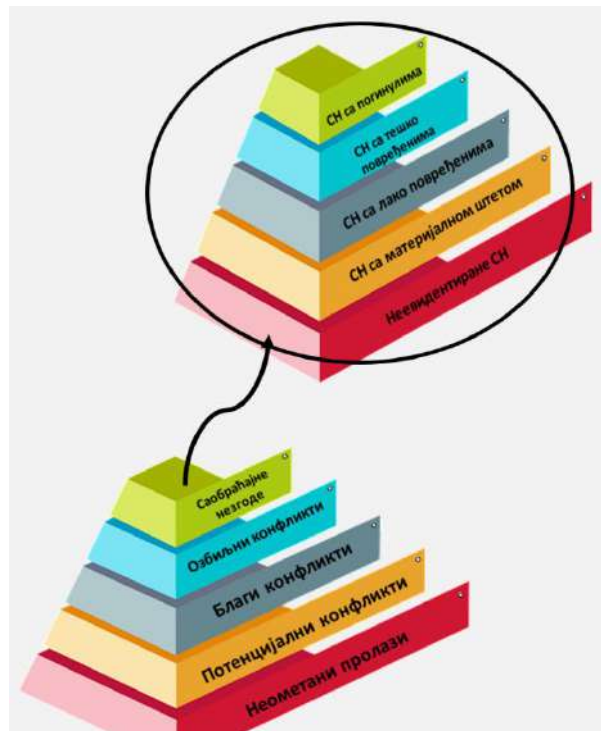 СН са погинулима
СН са тешко
повређенима
СН са лако повређенима
СН са материјалном штетом
Неевидентиране СН
Саобраћајне
незгоде
Озбиљни конфликти
Благи конфликти
Потенцијални конфликти
Неометани пролази